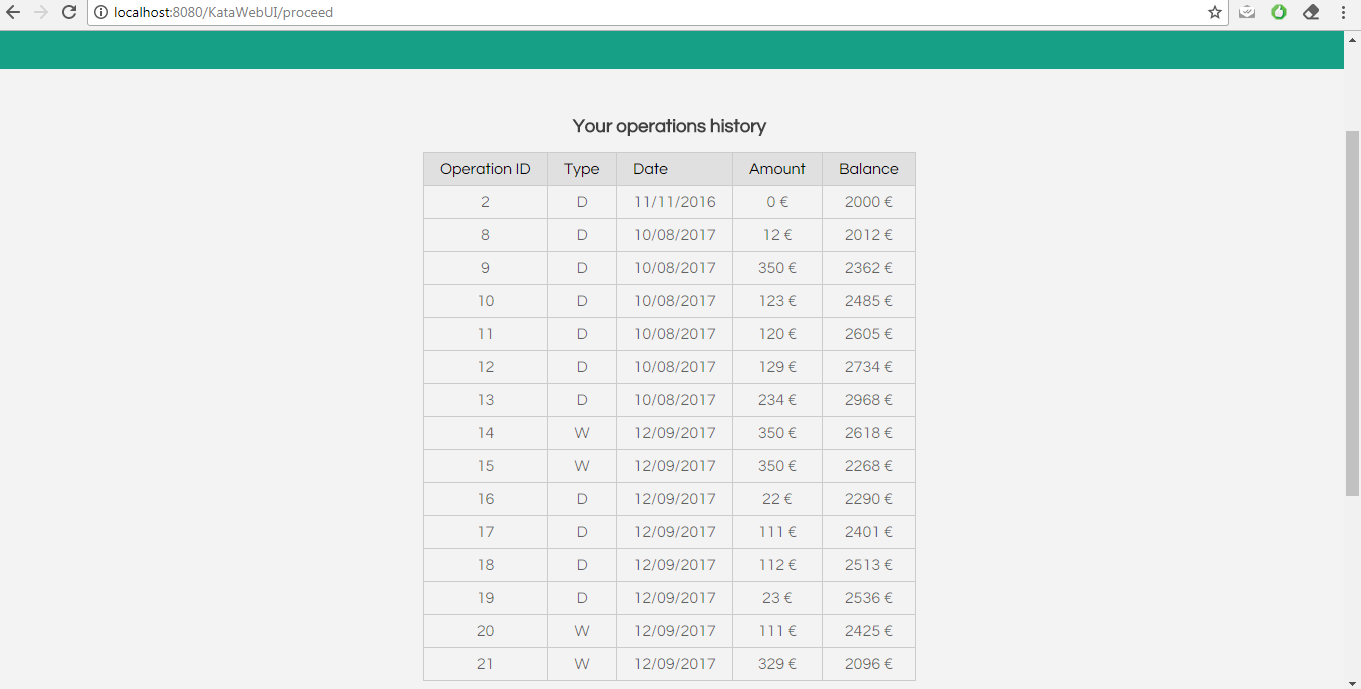 localhost:8080/KataWebUI/proceed
Your operations history
Operation ID Type Date Amount Balance
2 D 11/11/2016 0 € 2000 €
8 D 10/08/2017 12 € 2012 €
9 D 10/08/2017 350 € 2362 €
10 D 10/08/2017 123 € 2485 €
11 D 10/08/2017 120 € 2605 €
12 D 10/08/2017 129 € 2734 €
13 D 10/08/2017 234 € 2968 €
14 W 12/09/2017 350 € 2618 €
15 W 12/09/2017 350 € 2268 €
16 D 12/09/2017 22 € 2290 €
17 D 12/09/2017 111 € 2401 €
18 D 12/09/2017 112 € 2513 €
19 D 12/09/2017 23 € 2536 €
20 W 12/09/2017 111 € 2425 €
21 W 12/09/2017 329 € 2096 €